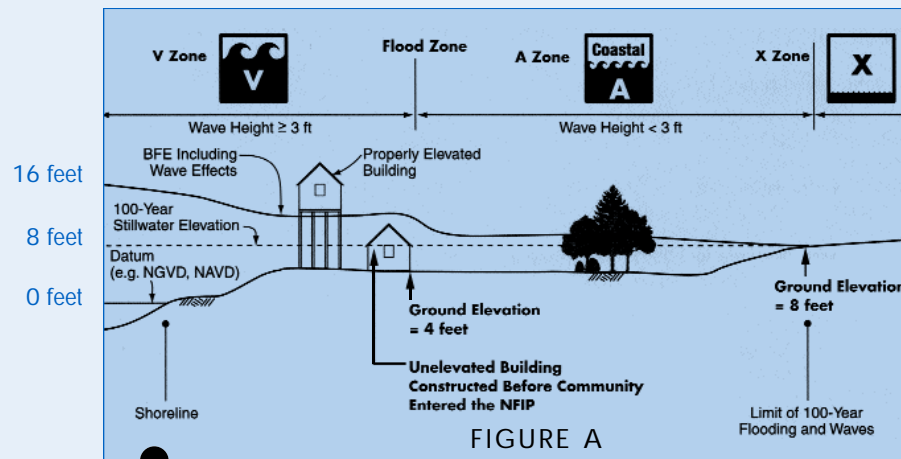 V Zone
V
Flood Zone
A Zone
Coastal
A
X Zone
X
Wave Height ≥ 3 ft
Wave Height < 3 ft
16 feet
BFE Including
Wave Effects
Properly Elevated
Building
100-Year
Stillwater Elevation
8 feet
Datum
(e.g. NGVD, NAVD)
0 feet
Ground Elevation
= 4 feet
Ground Elevation
= 8 feet
Unelevated Building
Constructed Before Community
Entered the NFIP
Shoreline
Limit of 100-Year
Flooding and Waves
FIGURE A